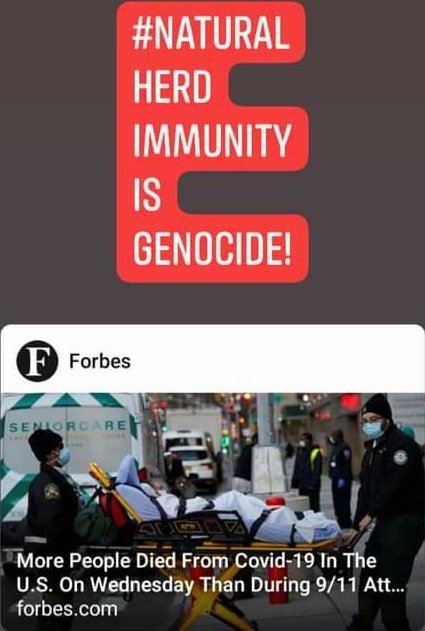 #NATURAL
HERD
IMMUNITY
IS
GENOCIDE!
F
Forbes
SENIORCARE
More People Died From Covid-19 In The
U.S. On Wednesday Than During 9/11 Att...
forbes.com